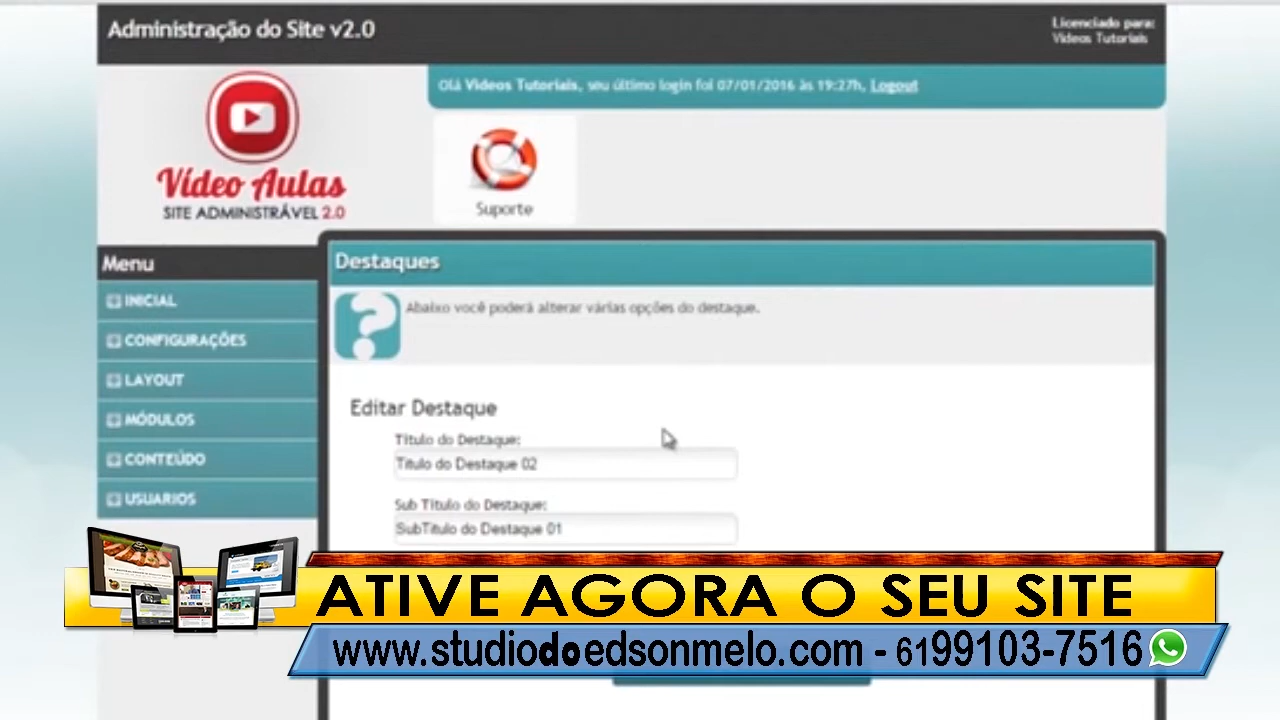 Administração do Site v2.0
Licenciado para:
Videos Tutoriais
Olá Videos Tutoriais, seu último login foi 07/01/2016 às 19:27h, Logout
Vídeo Aulas
SITE ADMINISTRÁVEL 2.0
Suporte
Menu
INICIAL
CONFIGURAÇÕES
LAYOUT
MÓDULOS
CONTEÚDO
USUARIOS
Destaques
Abaixo você poderá alterar várias opções do destaque.
Editar Destaque
Título do Destaque:
Titulo do Destaque 02
Sub Título do Destaque:
SubTitulo do Destaque 01
ATIVE AGORA O SEU SITE
www.studiodoedsonmelo.com - 6199103-7516